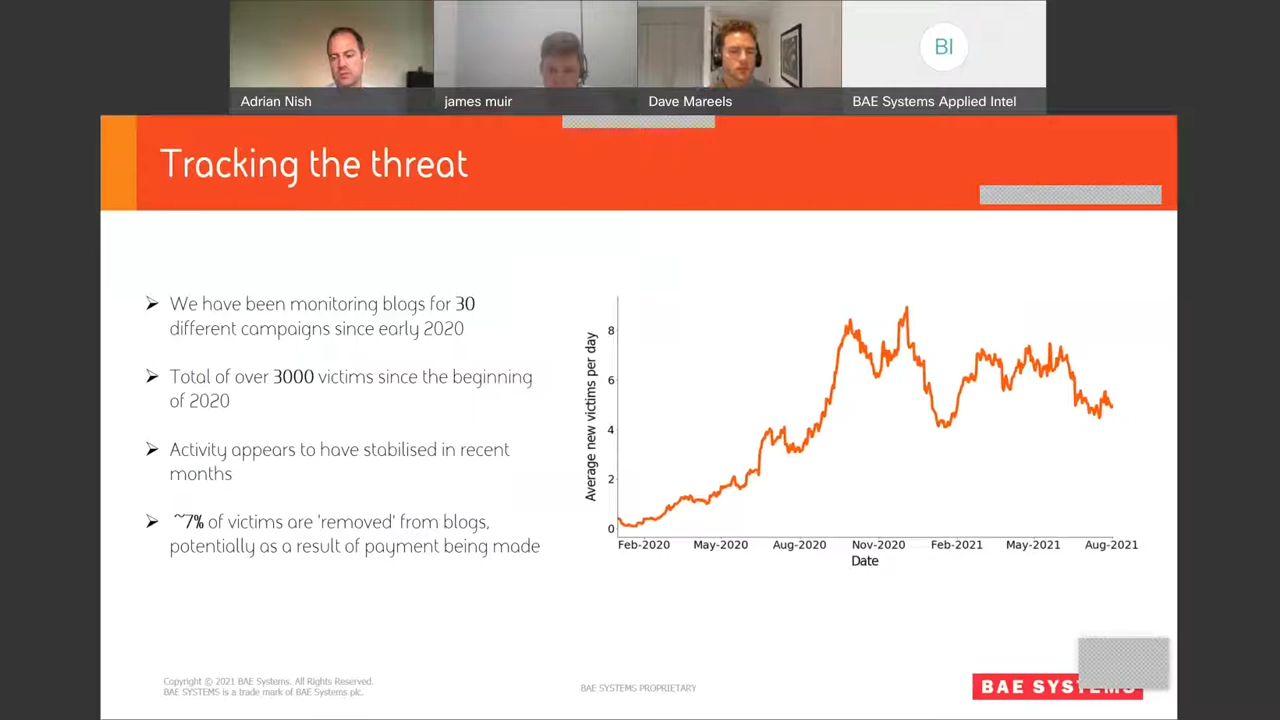 BI
Adrian Nish
james muir
Dave Mareels
BAE Systems Applied Intel
Tracking the threat
➢ We have been monitoring blogs for 30
different campaigns since early 2020
➢ Total of over 3000 victims since the beginning
of 2020
➢ Activity appears to have stabilised in recent
months
➢ ~7% of victims are 'removed' from blogs,
potentially as a result of payment being made
Average new victims per day
8
6
4
2
0
Feb-2020 May-2020 Aug-2020 Nov-2020 Feb-2021 May-2021 Aug-2021
Date
Copyright © 2021 BAE Systems. All Rights Reserved.
BAE SYSTEMS is a trade mark of BAE Systems plc.
BAE SYSTEMS PROPRIETARY
BAE SYSTEMS